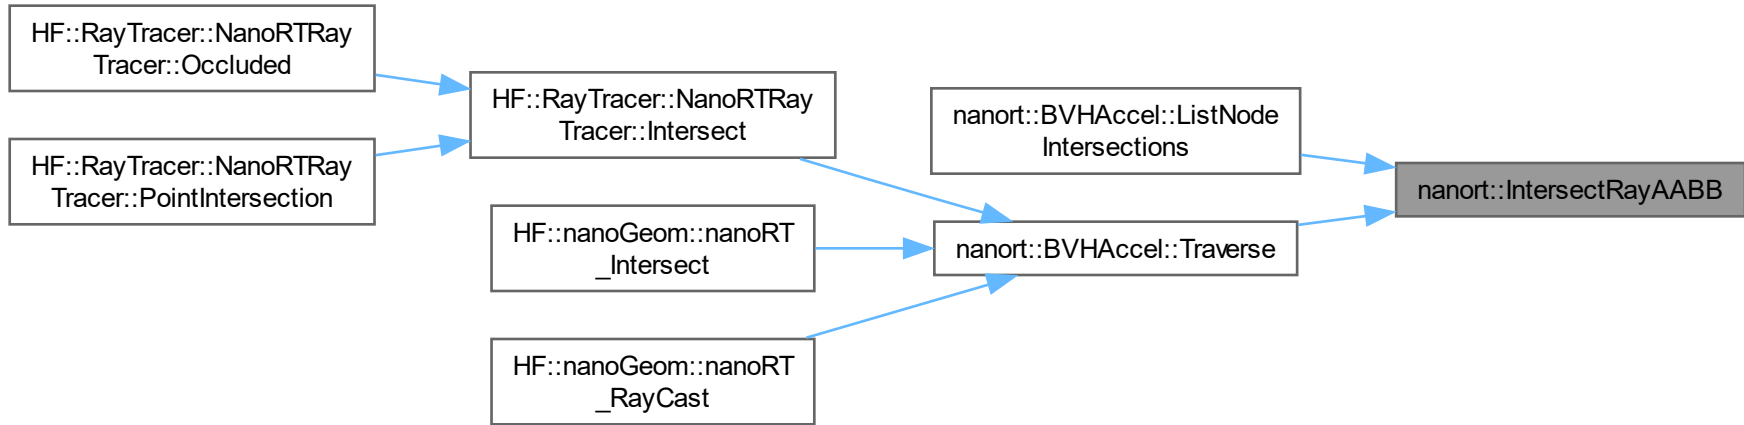 HF::RayTracer::NanoRTRay
Tracer::Occluded
HF::RayTracer::NanoRTRay
Tracer::PointIntersection
HF::RayTracer::NanoRTRay
Tracer::Intersect
HF::nanoGeom::nanoRT
_Intersect
HF::nanoGeom::nanoRT
_RayCast
nanort::BVHAccel::ListNode
Intersections
nanort::BVHAccel::Traverse
nanort::IntersectRayAABB